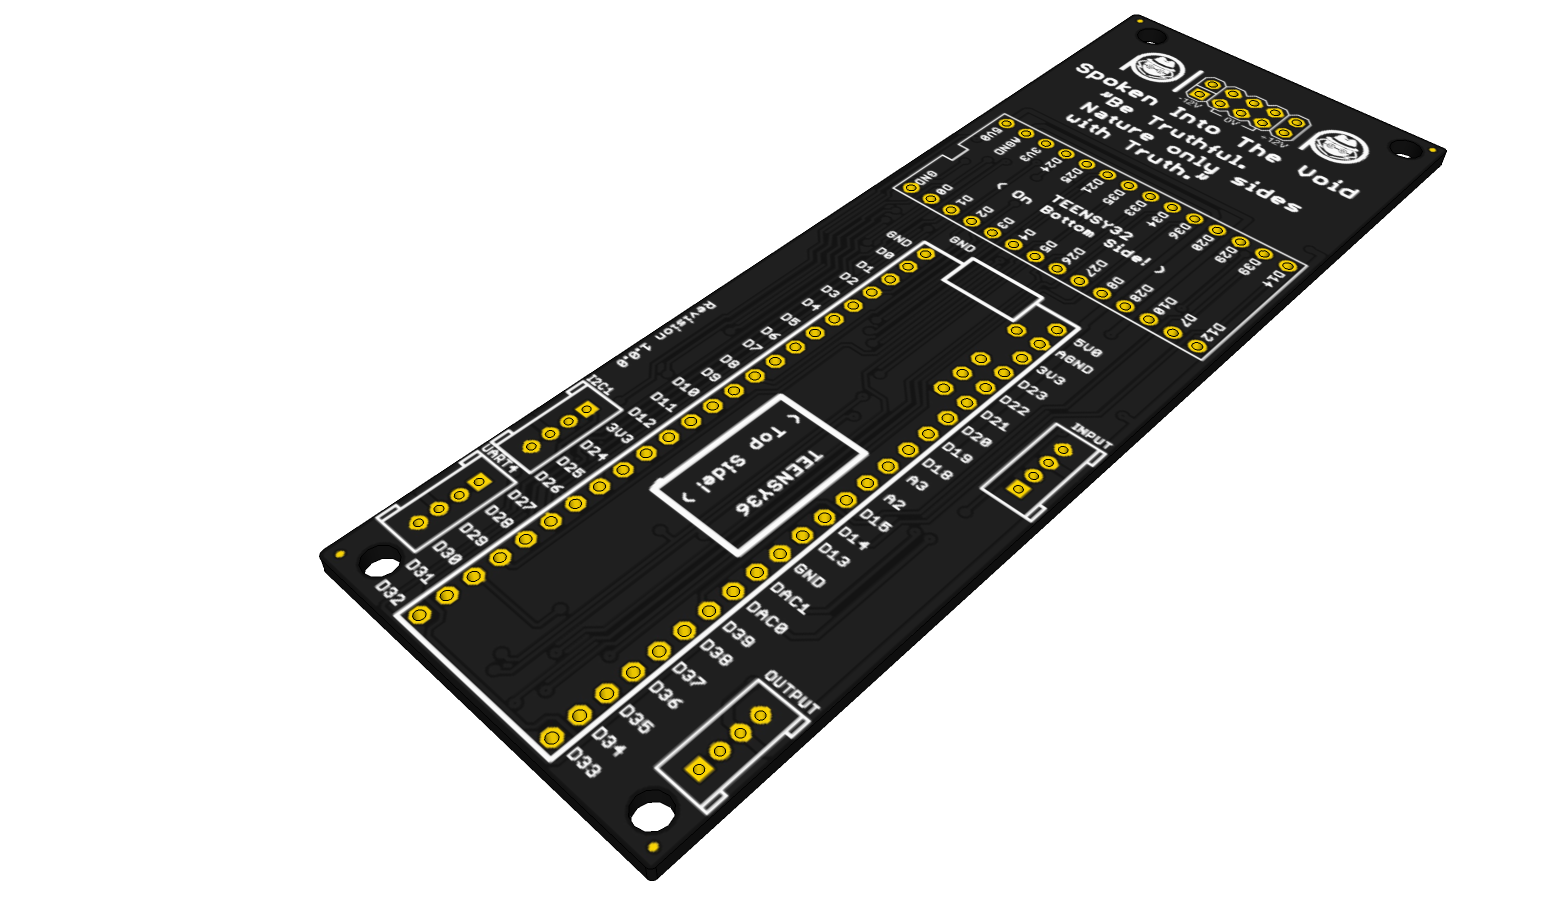 Spoken Into The Void
"Be Truthful.
Nature only sides
with Truth."
-12V
0V
-12V
5V0
AGND
3V3
D24
D25
D21
D35
D33
D34
D36
D20
D29
D39
D14
< On
Bottom Side! >
TEENSY32
GND
D0
D1
D2
D3
D4
D5
D26
D27
D8
D28
D10
D7
D12
GND
GND
D0
D1
D2
D3
D4
D5
D6
D7
D8
D9
D10
D11
D12
3V3
D24
D25
D26
D27
D28
D29
D30
D31
D32
5V0
AGND
3V3
D23
D22
D21
D20
D19
D18
A3
A2
D15
D14
D13
GND
DAC1
DAC0
D39
D38
D37
D36
D35
D34
D33
TEENSY36
< Top Side! >
Revision 1.0.0
I2C1
UART4
INPUT
OUTPUT